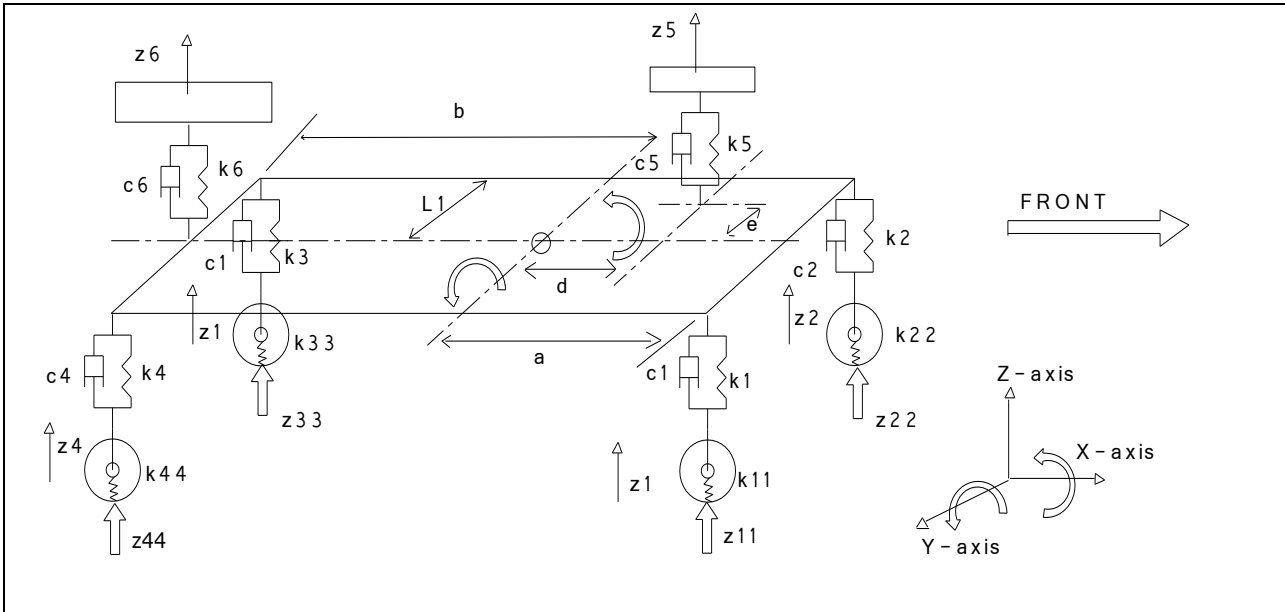 z6
z5
b
k6
c6
c5
k5
L1
e
FRONT
c1
k3
k2
c2
d
z1
k33
a
z2
k22
c4
k4
c1
k1
z33
z22
Z-axis
z4
k44
z1
k11
X-axis
z44
z11
Y-axis